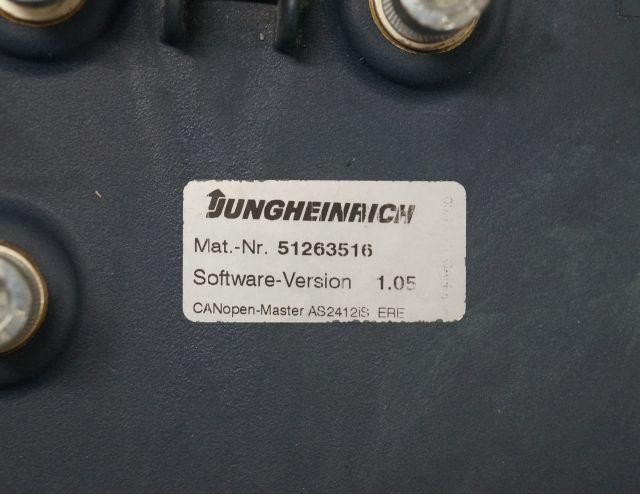 JUNGHEINRICH
Mat.-Nr. 51263516
Software-Version 1.05
CANopen-Master AS2412iS ERE